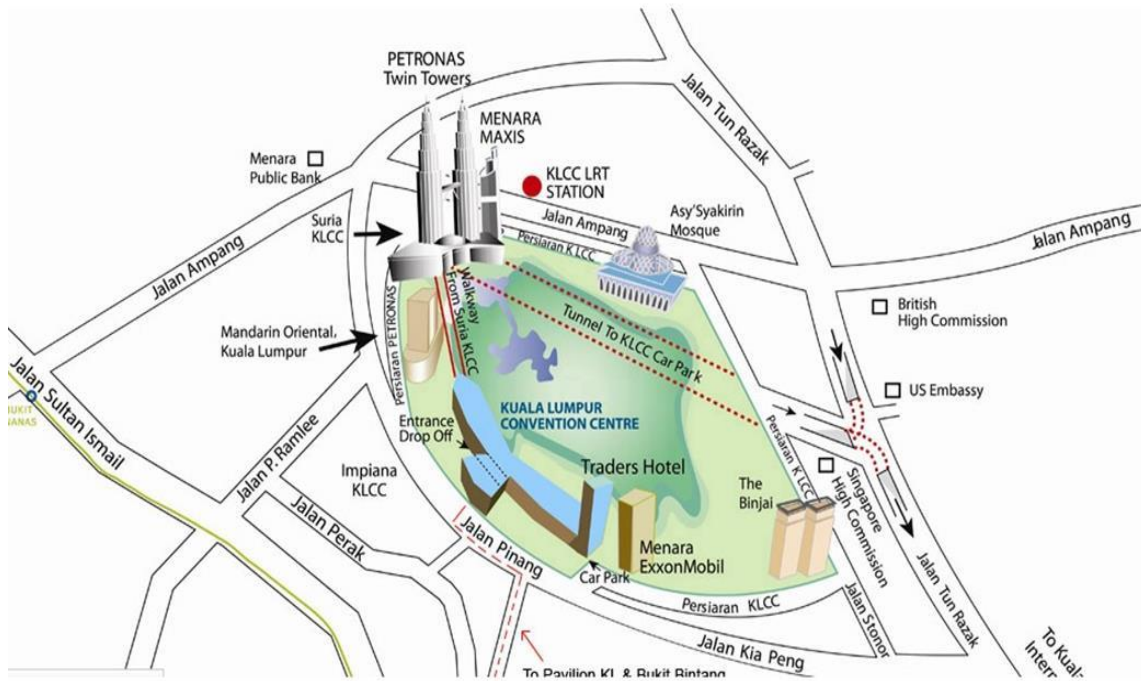 PETRONAS
Twin Towers
MENARA
MAXIS
Jalan Tun Razak
Menara
Public Bank
KLCC LRT
STATION
Suria
KLCC
Jalan Ampang
Asy'Syakirin
Mosque
Persiaran KLCC
Jalan Ampang
Jalan Ampang
Walkway
From Suria KLCC
Tunnel To KLCC Car Park
British
High Commission
Mandarin Oriental,
Kuala Lumpur
Persiaran PETRONAS
US Embassy
Jalan Sultan Ismail
KUALA LUMPUR
CONVENTION CENTRE
Entrance
Drop Off
Jalan P. Ramlee
Impiana
KLCC
Traders Hotel
Persiaran KLCC
The
Binjai
Singapore
High Commission
Jalan Perak
Jalan Pinang
Menara
ExxonMobil
Car Park
Persiaran KLCC
Jalan Stonor
Jalan Tun Razak
Jalan Kia Peng
To Pavilion KL & Bukit Bintang